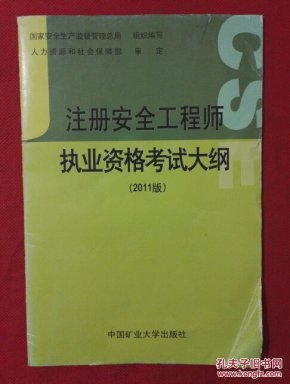 国家安全生产监督管理总局 组织编写
人力资源和社会保障部 审定
注册安全工程师
执业资格考试大纲
(2011版)
中国矿业大学出版社
孔夫子旧书网